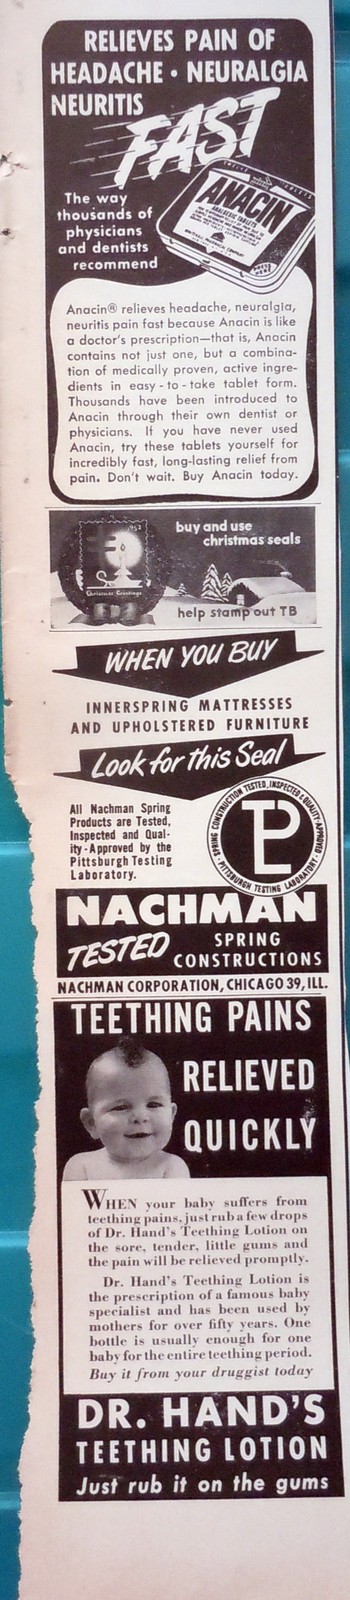 RELIEVES PAIN OF
HEADACHE • NEURALGIA
NEURITIS
FAST
The way
thousands of
physicians
and dentists
recommend
ANACIN
ANALGESIC TABLETS
Anacin® relieves headache, neuralgia,
neuritis pain fast because Anacin is like
a doctor's prescription—that is, Anacin
contains not just one, but a combina-
tion of medically proven, active ingre-
dients in easy-to-take tablet form.
Thousands have been introduced to
Anacin through their own dentist or
physicians. If you have never used
Anacin, try these tablets yourself for
incredibly fast, long-lasting relief from
pain. Don't wait. Buy Anacin today.
1952
Christmas Greetings
buy and use
christmas seals
help stamp out TB
WHEN YOU BUY
INNERSPRING MATTRESSES
AND UPHOLSTERED FURNITURE
Look for this Seal
All Nachman Spring
Products are Tested,
Inspected and Qual-
ity-Approved by the
Pittsburgh Testing
Laboratory.
SPRING CONSTRUCTION TESTED, INSPECTED & QUALITY-APPROVED
PTL
PITTSBURGH TESTING LABORATORY
NACHMAN
TESTED SPRING
CONSTRUCTIONS
NACHMAN CORPORATION, CHICAGO 39, ILL.
TEETHING PAINS
RELIEVED
QUICKLY
WHEN your baby suffers from
teething pains, just rub a few drops
of Dr. Hand's Teething Lotion on
the sore, tender, little gums and
the pain will be relieved promptly.
Dr. Hand's Teething Lotion is
the prescription of a famous baby
specialist and has been used by
mothers for over fifty years. One
bottle is usually enough for one
baby for the entire teething period.
Buy it from your druggist today
DR. HAND'S
TEETHING LOTION
Just rub it on the gums